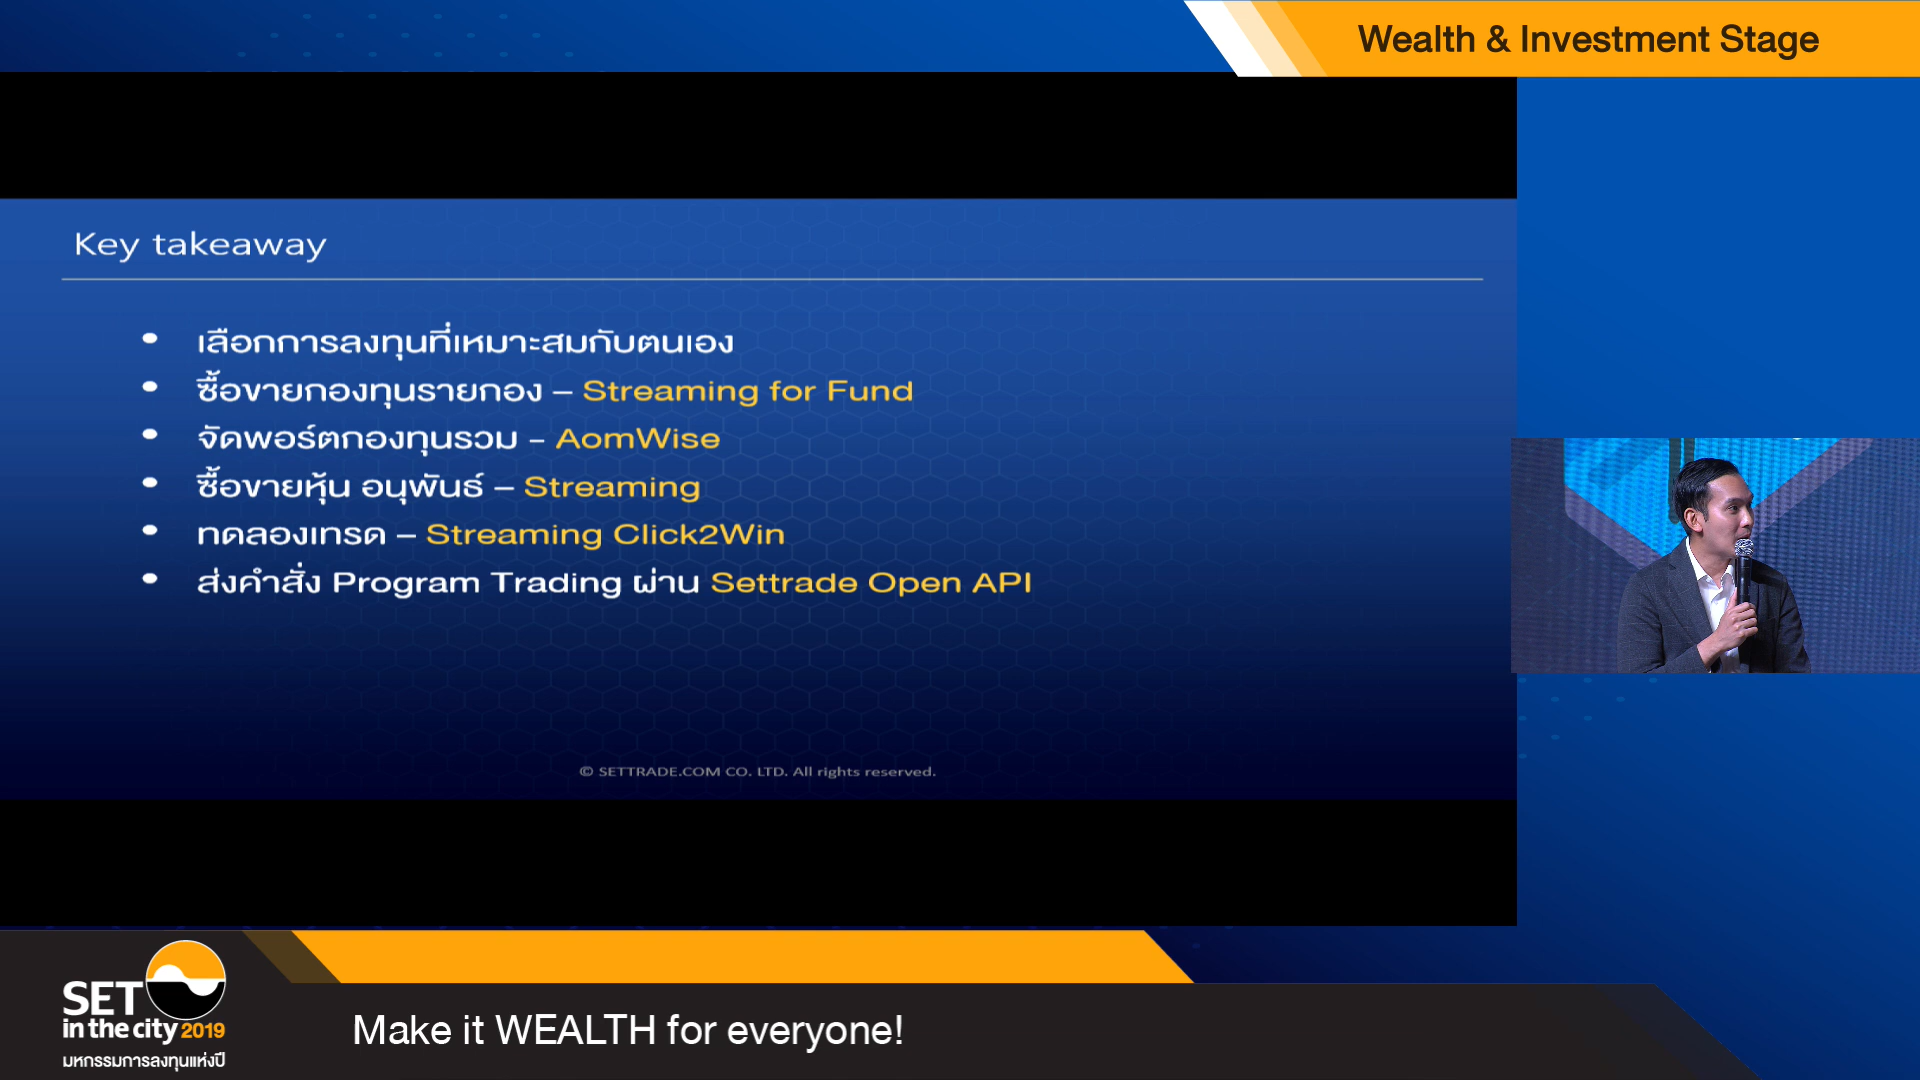 Wealth & Investment Stage
Key takeaway
• เลือกการลงทุนที่เหมาะสมกับตนเอง
• ซื้อขายกองทุนรายกอง – Streaming for Fund
• จัดพอร์ตกองทุนรวม – AomWise
• ซื้อขายหุ้น อนุพันธ์ – Streaming
• ทดลองเทรด – Streaming Click2Win
• ส่งคำสั่ง Program Trading ผ่าน Settrade Open API
© SETTRADE.COM CO. LTD. All rights reserved.
SET
in the city 2019
มหกรรมการลงทุนแห่งปี
Make it WEALTH for everyone!